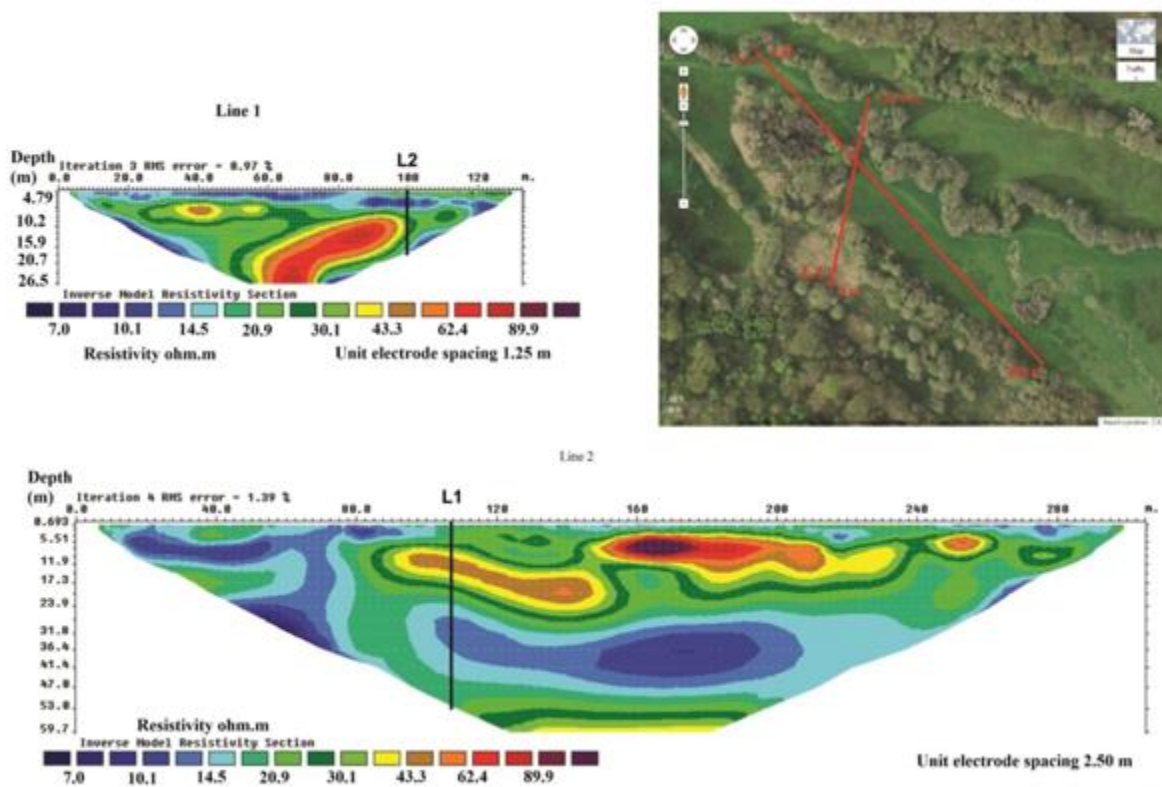 Line 1
Depth
(m)
Iteration 3 RMS error = 0.97 %
L2
0.0 20.0 40.0 60.0 80.0 100 120 m.
4.79
10.2
15.9
20.7
26.5
Inverse Model Resistivity Section
7.0 10.1 14.5 20.9 30.1 43.3 62.4 89.9
Resistivity ohm.m Unit electrode spacing 1.25 m
Map
Traffic
Line 2
Depth
(m)
Iteration 4 RMS error = 1.39 %
L1
0.0 40.0 80.0 120 160 200 240 280 m.
0.693
5.51
11.9
17.3
23.9
31.8
36.4
41.4
47.0
53.0
59.7
Resistivity ohm.m
Inverse Model Resistivity Section
7.0 10.1 14.5 20.9 30.1 43.3 62.4 89.9
Unit electrode spacing 2.50 m